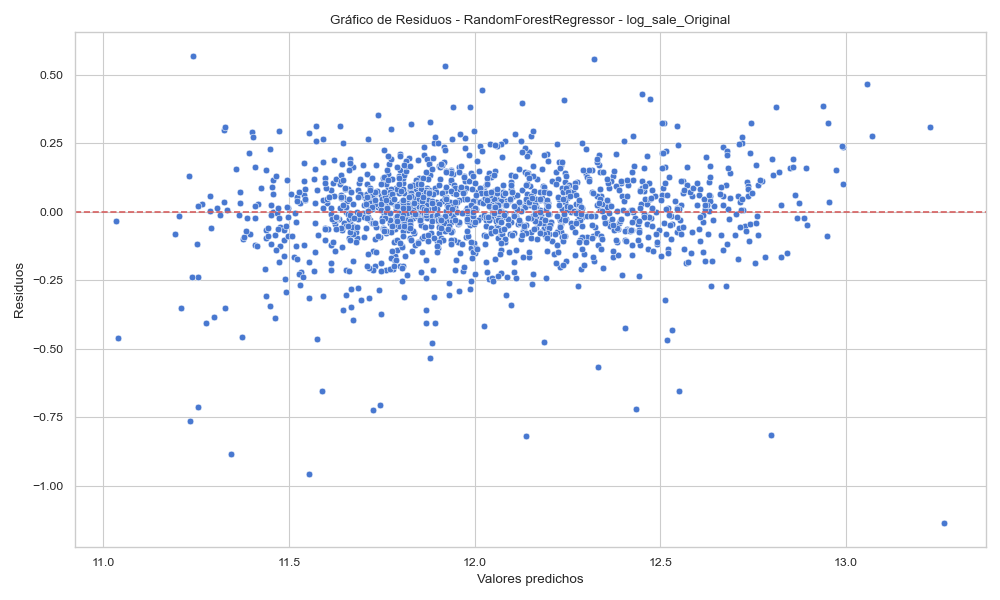 Gráfico de Residuos - RandomForestRegressor - log_sale_Original
Residuos
0.50
0.25
0.00
−0.25
−0.50
−0.75
−1.00
11.0 11.5 12.0 12.5 13.0
Valores predichos